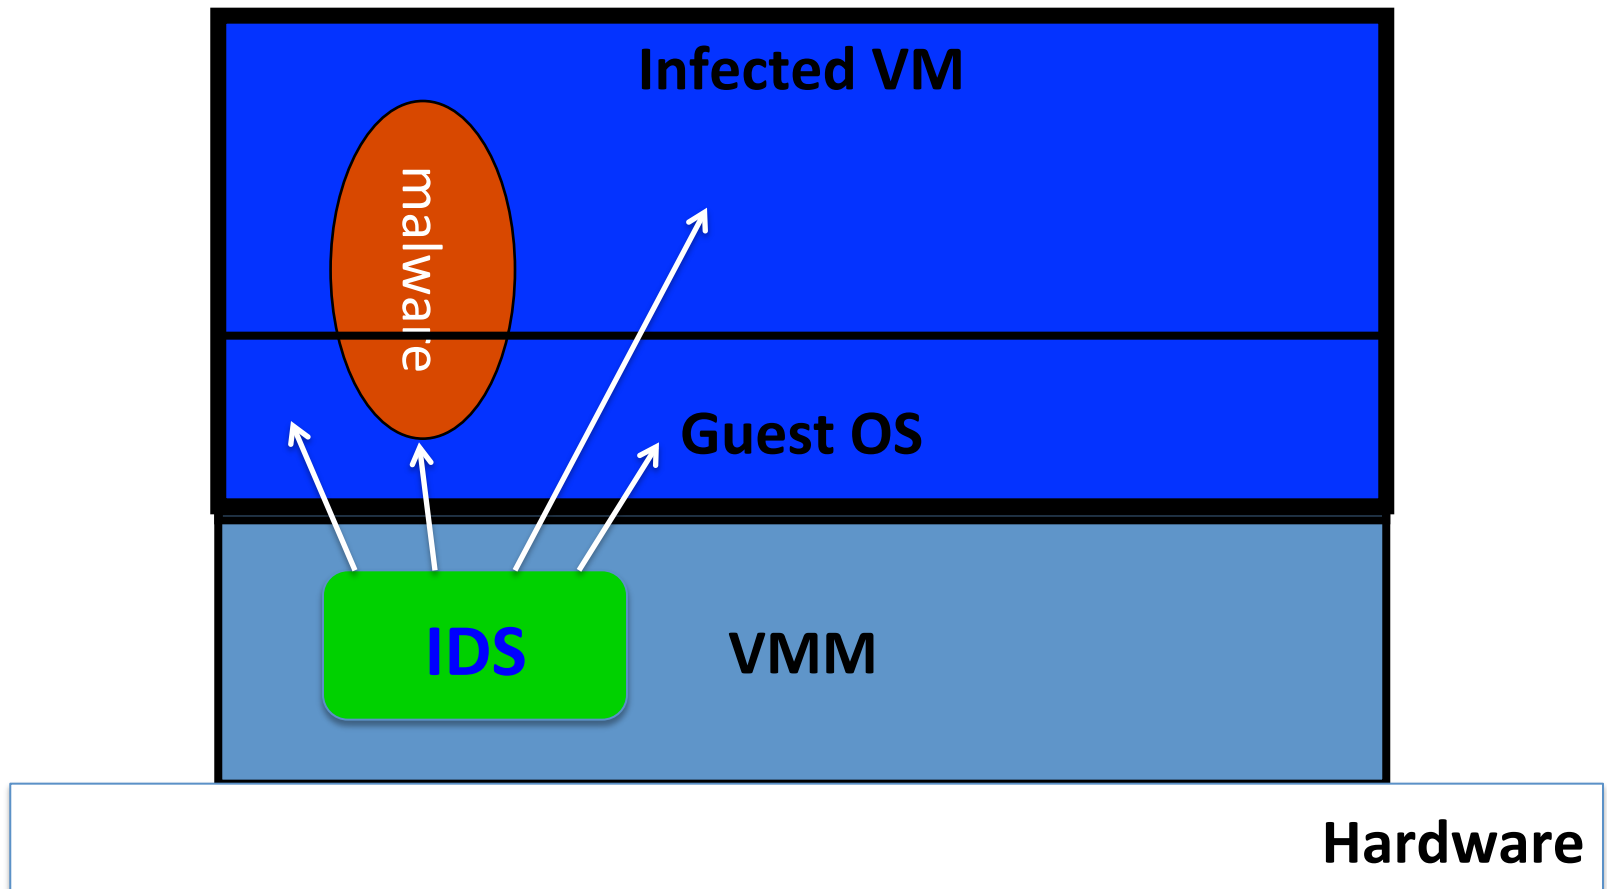 Infected VM
malware
Guest OS
IDS
VMM
Hardware